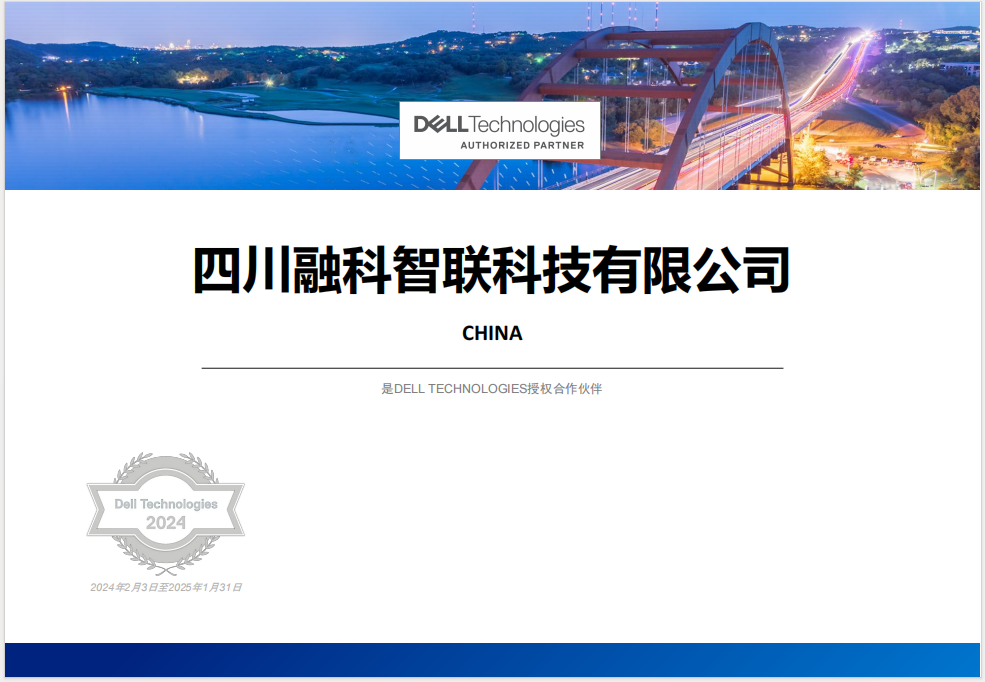 DELLTechnologies
AUTHORIZED PARTNER
四川融科智联科技有限公司
CHINA
是DELL TECHNOLOGIES授权合作伙伴
Dell Technologies
2024
2024年2月3日至2025年1月31日